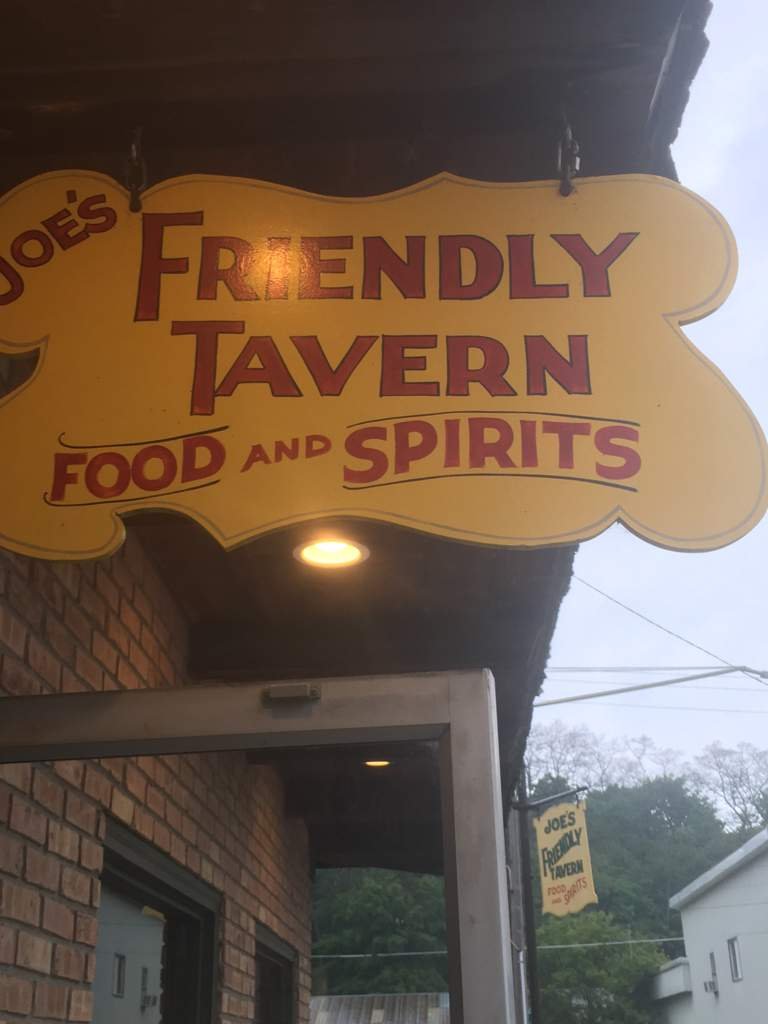 JOE'S
FRIENDLY
TAVERN
FOOD AND SPIRITS
JOE'S
FRIENDLY
TAVERN
FOOD
AND SPIRITS